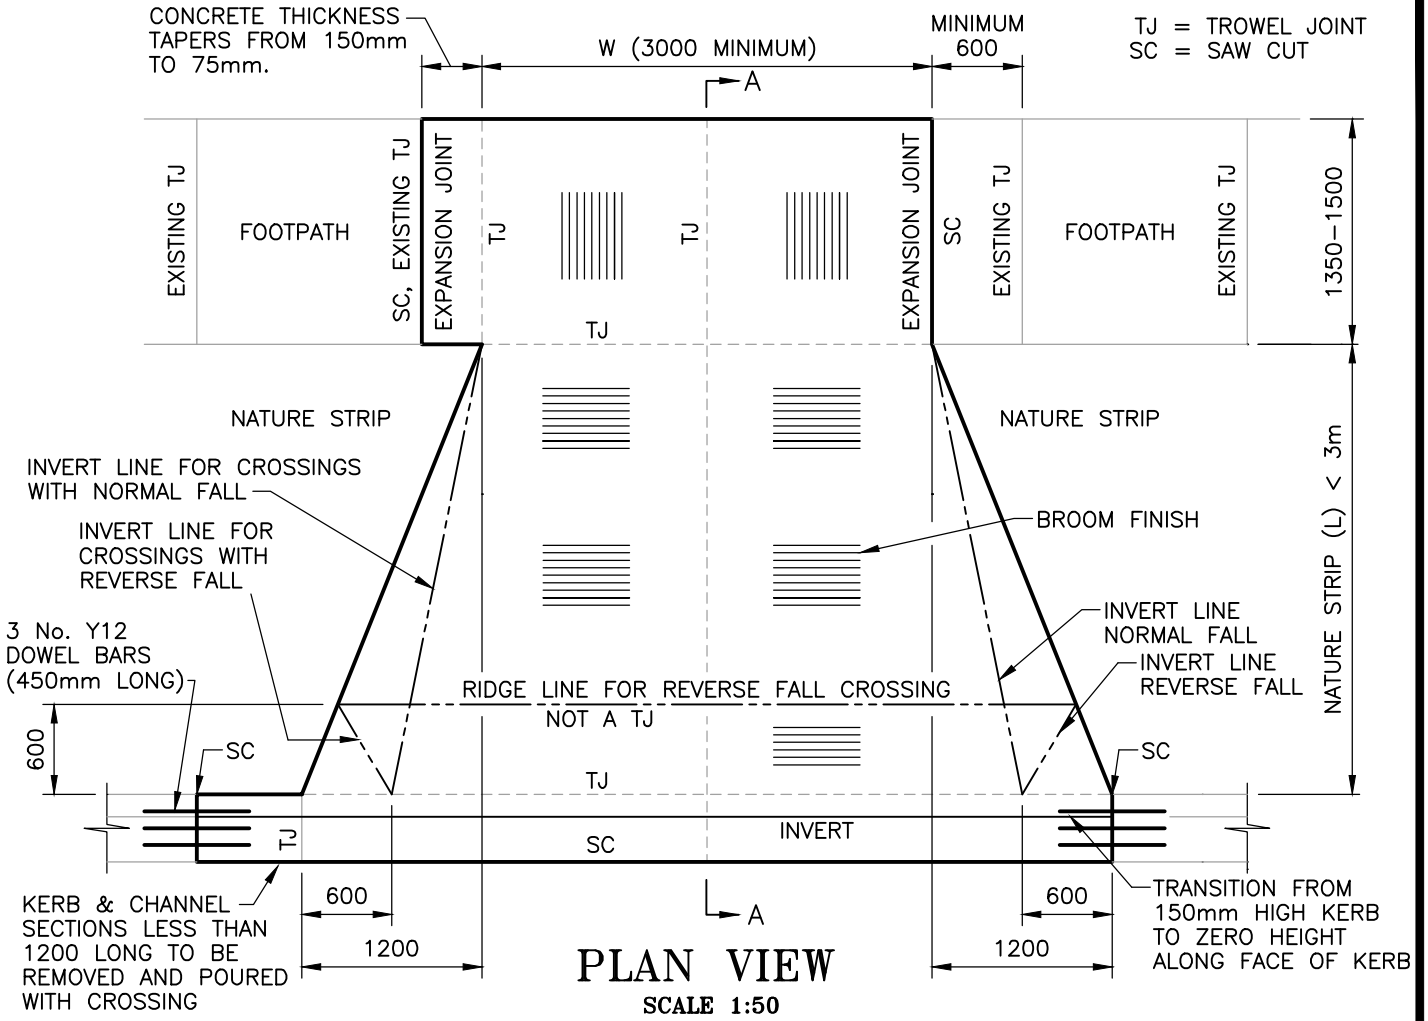 CONCRETE THICKNESS
TAPERS FROM 150mm
TO 75mm.
W (3000 MINIMUM)
MINIMUM
600
TJ = TROWEL JOINT
SC = SAW CUT
A
EXISTING TJ
FOOTPATH
SC, EXISTING TJ
EXPANSION JOINT
TJ
TJ
EXPANSION JOINT
SC
EXISTING TJ
FOOTPATH
EXISTING TJ
1350-1500
TJ
NATURE STRIP
NATURE STRIP
INVERT LINE FOR CROSSINGS
WITH NORMAL FALL
INVERT LINE FOR
CROSSINGS WITH
REVERSE FALL
BROOM FINISH
NATURE STRIP (L) < 3m
3 No. Y12
DOWEL BARS
(450mm LONG)
INVERT LINE
NORMAL FALL
INVERT LINE
REVERSE FALL
RIDGE LINE FOR REVERSE FALL CROSSING
NOT A TJ
600
SC
SC
TJ
TJ
INVERT
SC
KERB & CHANNEL
SECTIONS LESS THAN
1200 LONG TO BE
REMOVED AND POURED
WITH CROSSING
600
1200
A
600
1200
TRANSITION FROM
150mm HIGH KERB
TO ZERO HEIGHT
ALONG FACE OF KERB
PLAN VIEW
SCALE 1:50